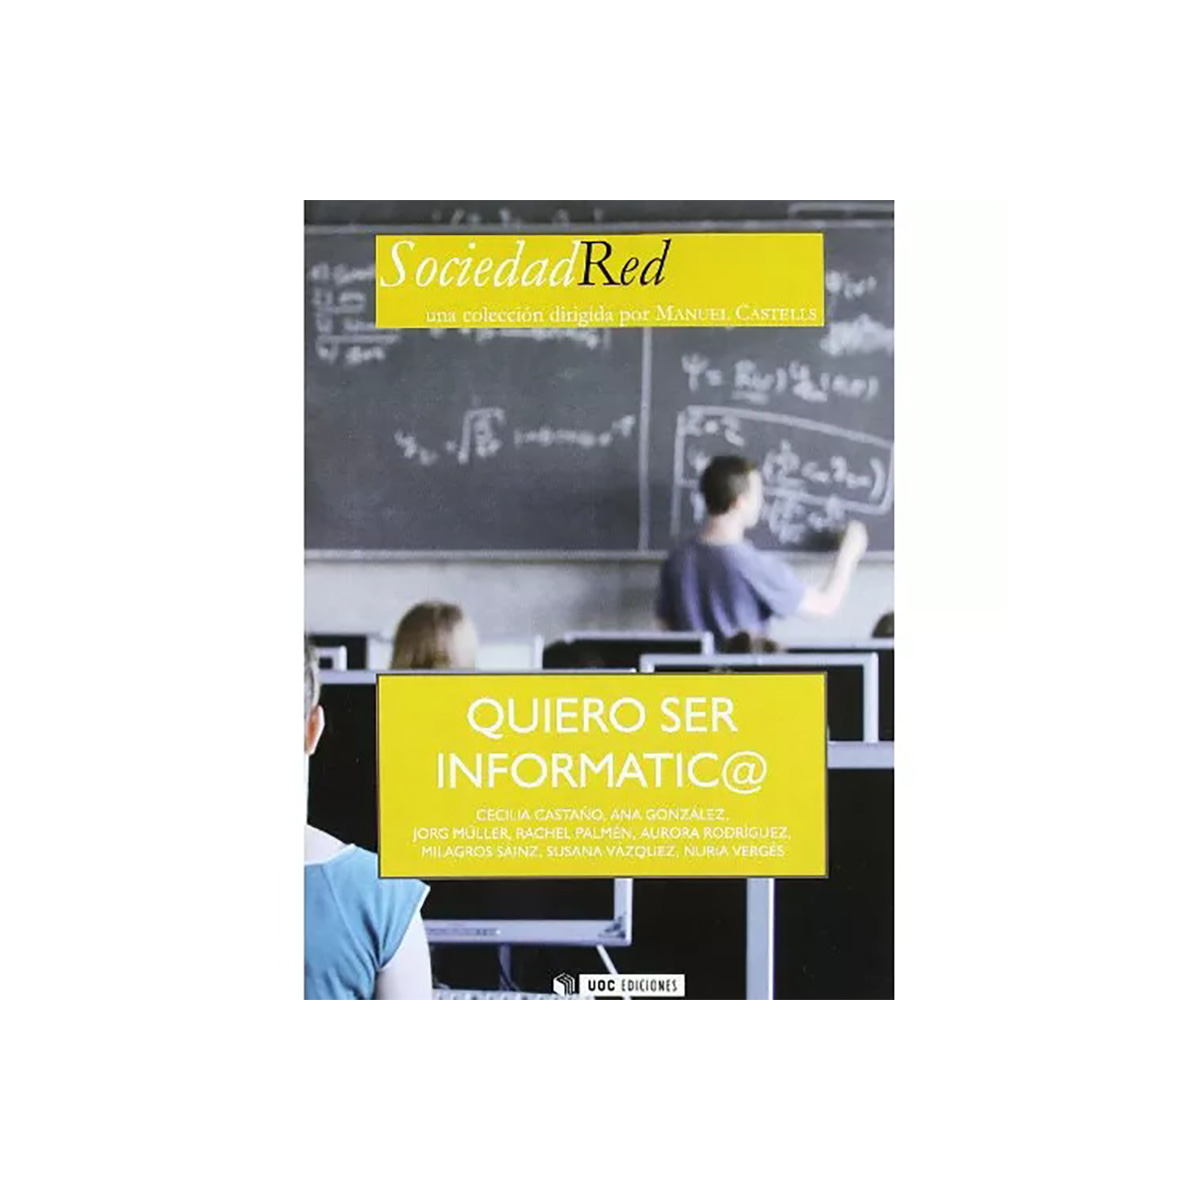 SociedadRed
una colección dirigida por MANUEL CASTELLS
QUIERO SER
INFORMATIC@
CECILIA CASTAÑO, ANA GONZÁLEZ,
JORG MÜLLER, RACHEL PALMÉN, AURORA RODRÍGUEZ,
MILAGROS SÁINZ, SUSANA VÁZQUEZ, NURIA VERGÉS
UOC EDICIONES